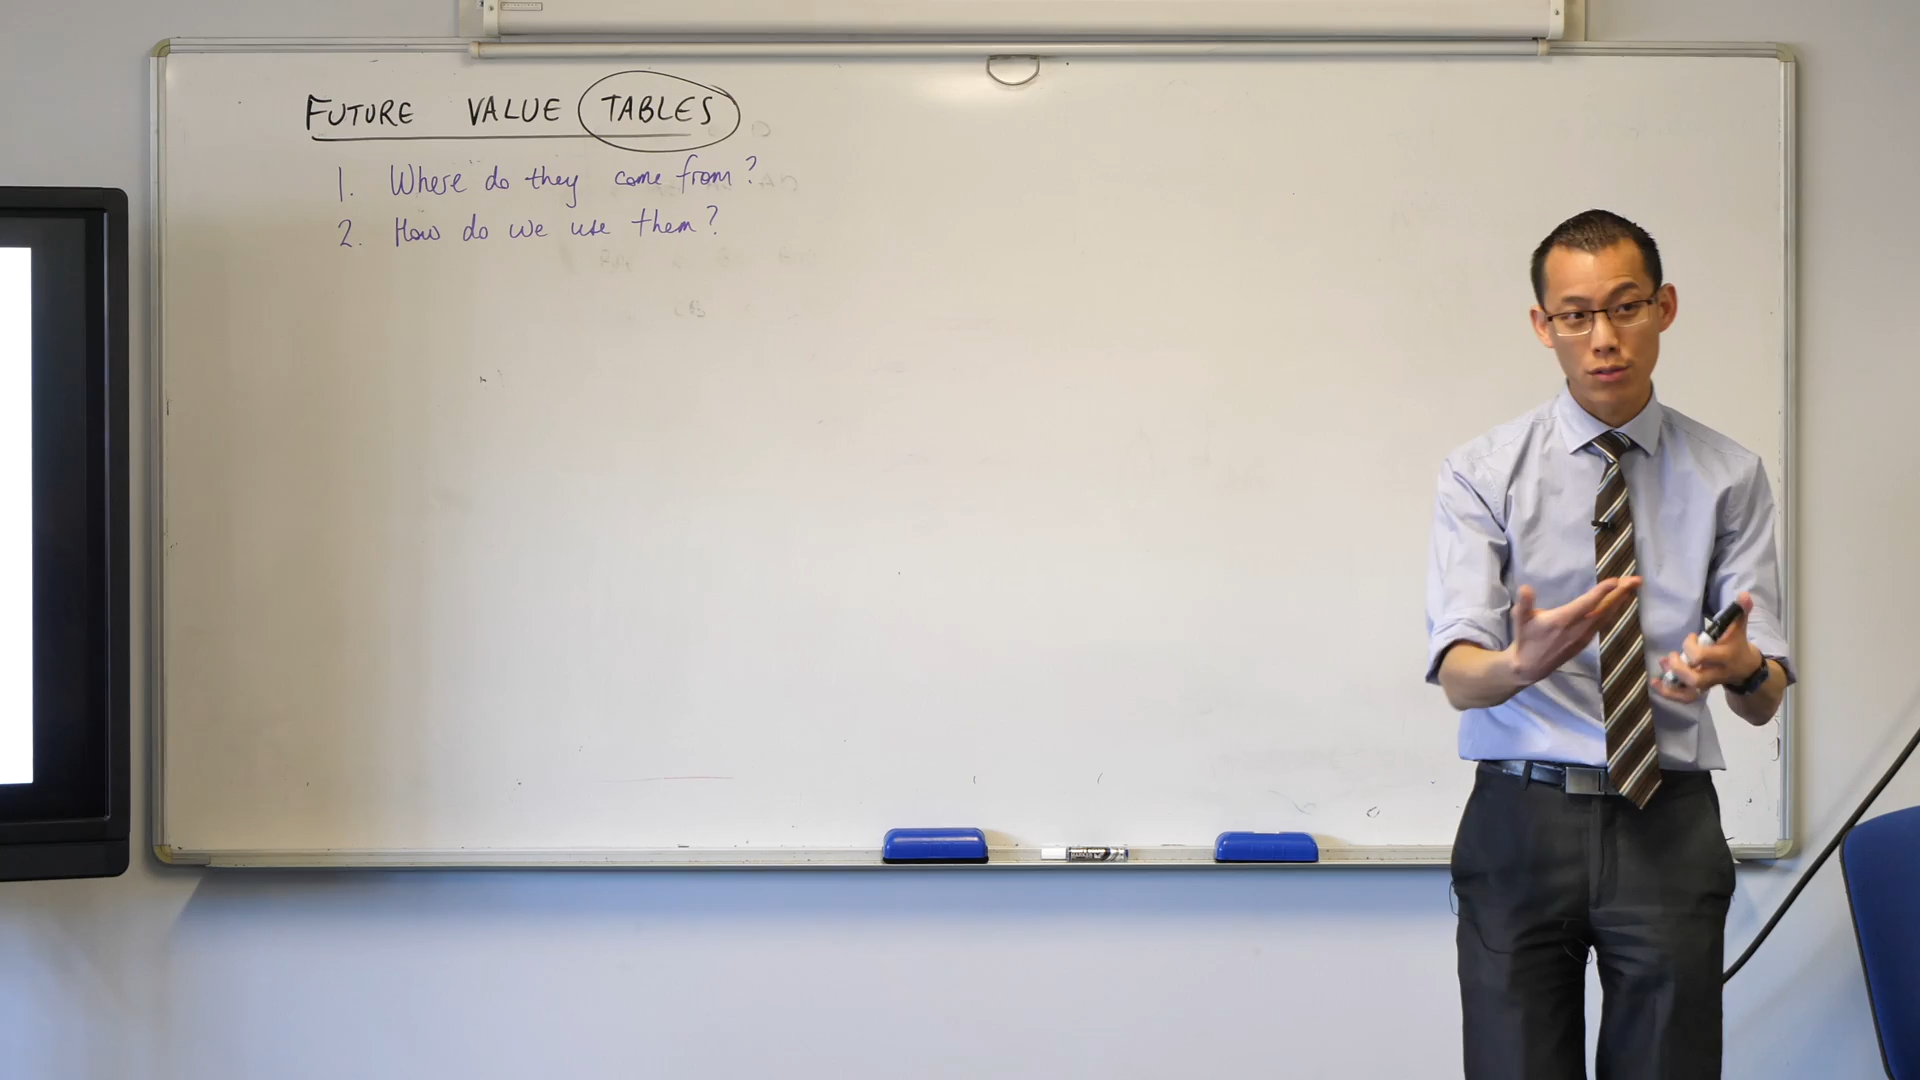 FUTURE VALUE TABLES
1. Where do they come from?
2. How do we use them?